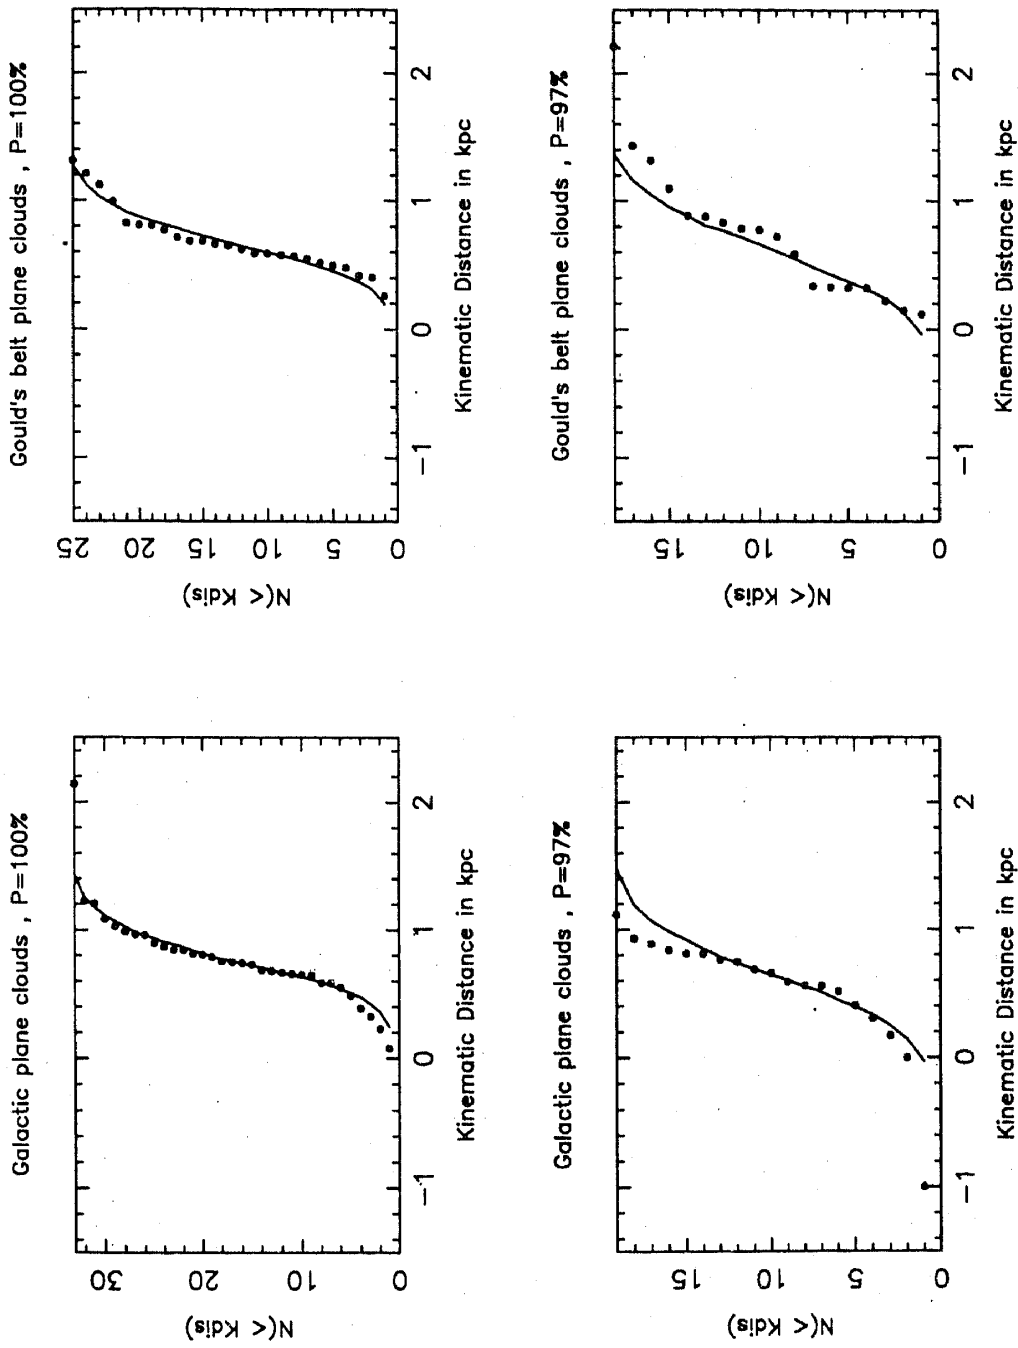 Galactic plane clouds , P=100%
N(< Kdis)
30
20
10
0
−1
0
1
2
Kinematic Distance in kpc
Gould's belt plane clouds , P=100%
N(< Kdis)
25
20
15
10
5
0
−1
0
1
2
Kinematic Distance in kpc
Galactic plane clouds , P=97%
N(< Kdis)
15
10
5
0
−1
0
1
2
Kinematic Distance in kpc
Gould's belt plane clouds , P=97%
N(< Kdis)
15
10
5
0
−1
0
1
2
Kinematic Distance in kpc